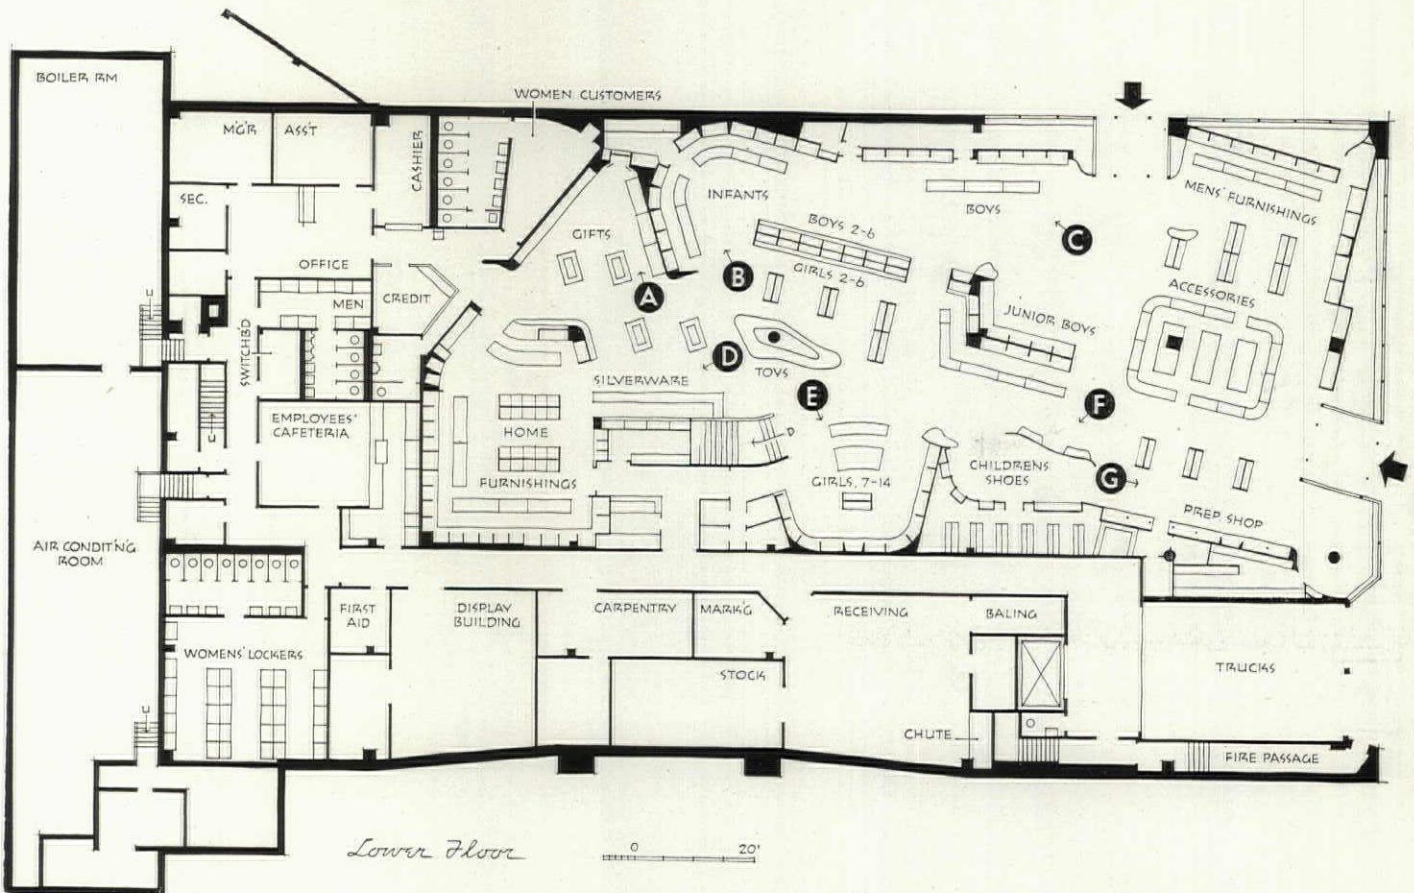 BOILER RM
WOMEN CUSTOMERS
M'G'R
ASS'T
CASHIER
SEC.
INFANTS
BOYS
MENS' FURNISHINGS
GIFTS
BOYS 2-6
GIRLS 2-6
C
B
A
OFFICE
MEN
CREDIT
ACCESSORIES
JUNIOR BOYS
U
SWITCHB'D
D
TOYS
SILVERWARE
E
F
EMPLOYEES'
CAFETERIA
U
HOME
FURNISHINGS
D
GIRLS, 7-14
CHILDRENS
SHOES
G
PREP SHOP
AIR CONDIT'N'G
ROOM
FIRST
AID
DISPLAY
BUILDING
CARPENTRY
MARK'G
RECEIVING
BALING
WOMENS' LOCKERS
STOCK
TRUCKS
U
CHUTE
FIRE PASSAGE
Lower Floor
0 20'